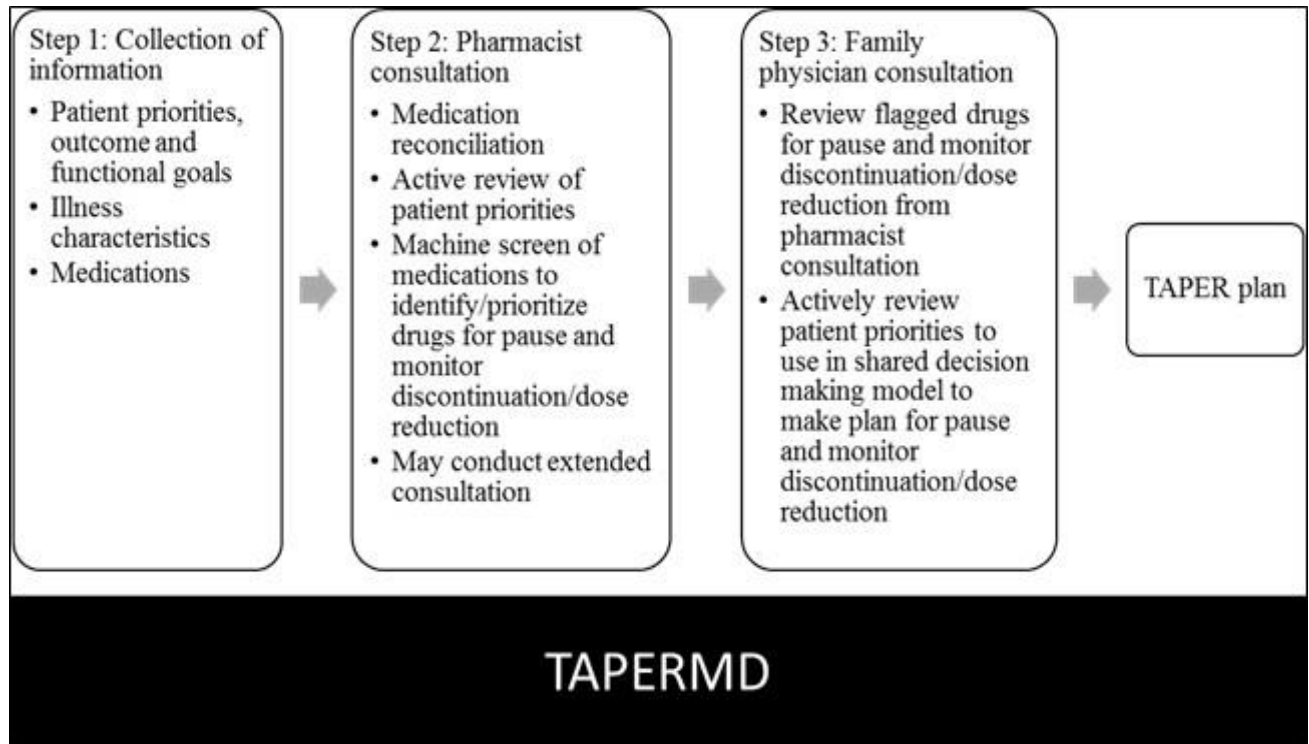 Step 1: Collection of
information
• Patient priorities,
outcome and
functional goals
• Illness
characteristics
• Medications
Step 2: Pharmacist
consultation
• Medication
reconciliation
• Active review of
patient priorities
• Machine screen of
medications to
identify/prioritize
drugs for pause and
monitor
discontinuation/dose
reduction
• May conduct extended
consultation
Step 3: Family
physician consultation
• Review flagged drugs
for pause and monitor
discontinuation/dose
reduction from
pharmacist
consultation
• Actively review
patient priorities to
use in shared decision
making model to
make plan for pause
and monitor
discontinuation/dose
reduction
TAPER plan
TAPERMD